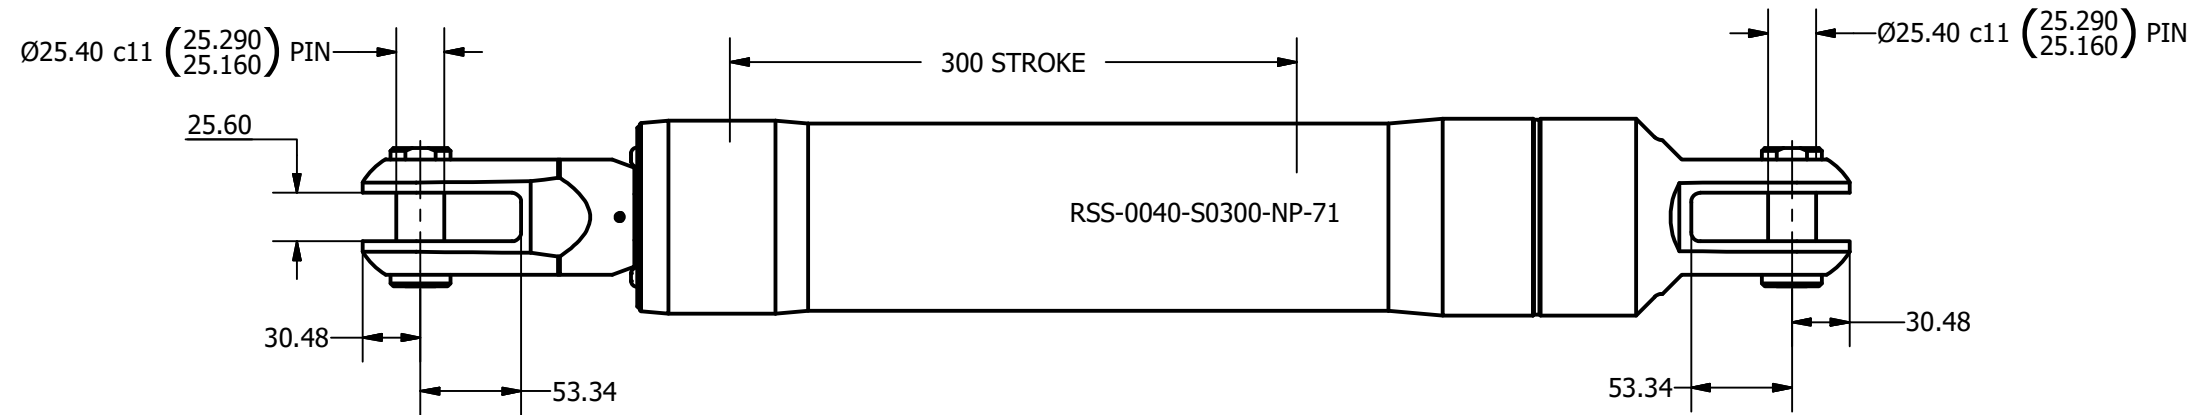 Ø25.40 c11 (25.290
25.160) PIN
300 STROKE
Ø25.40 c11 (25.290
25.160) PIN
25.60
RSS-0040-S0300-NP-71
30.48
53.34
30.48
53.34